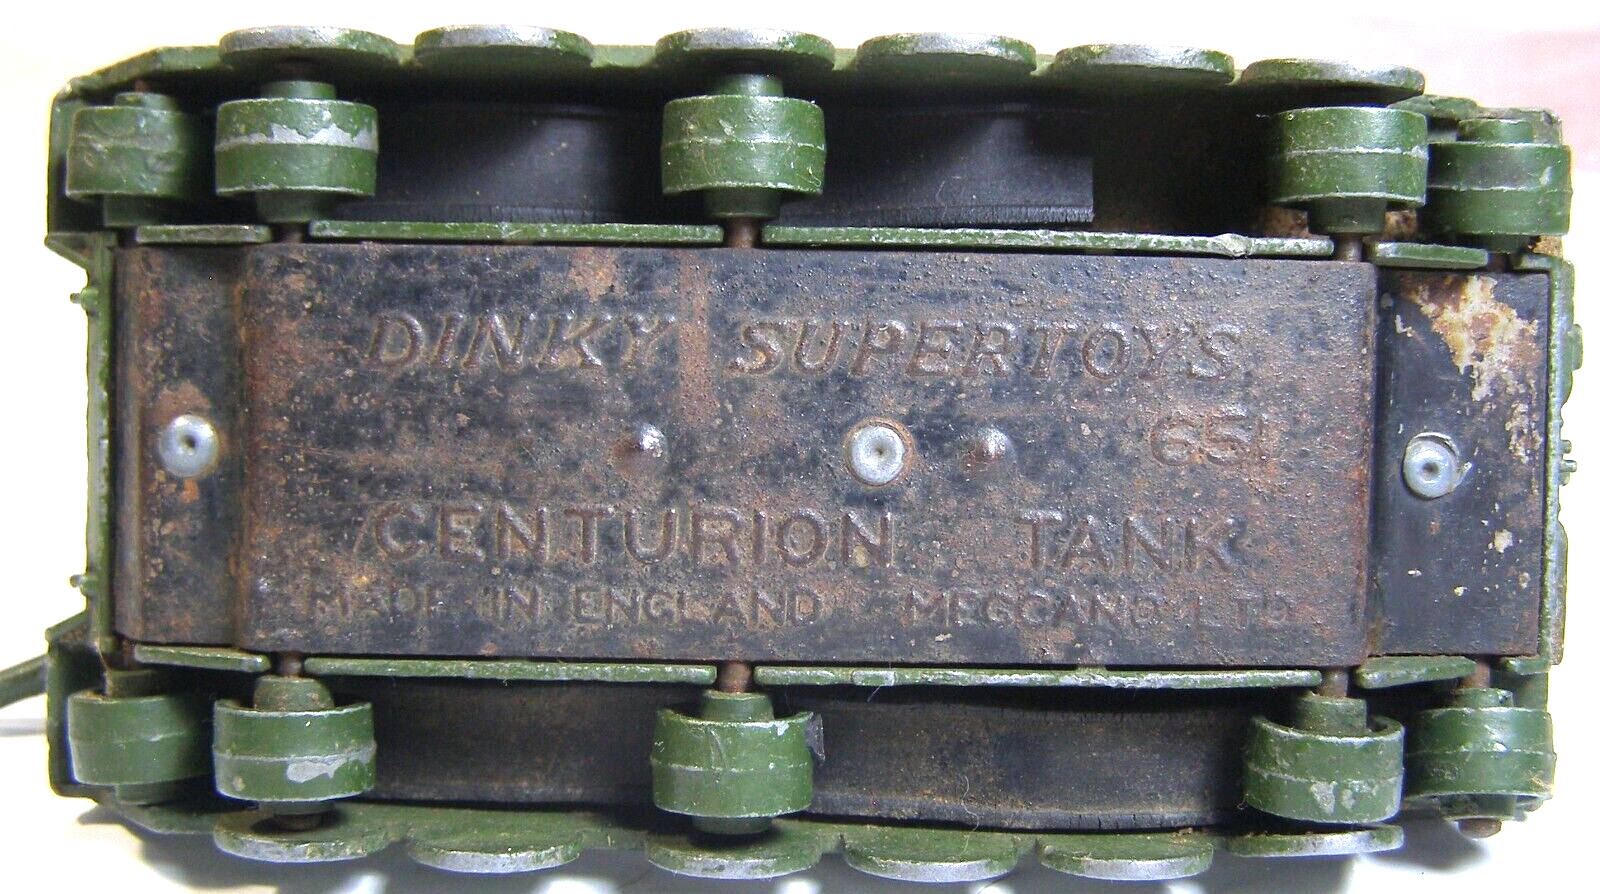 DINKY SUPERTOYS
651
CENTURION TANK
MADE IN ENGLAND MECCANO LTD